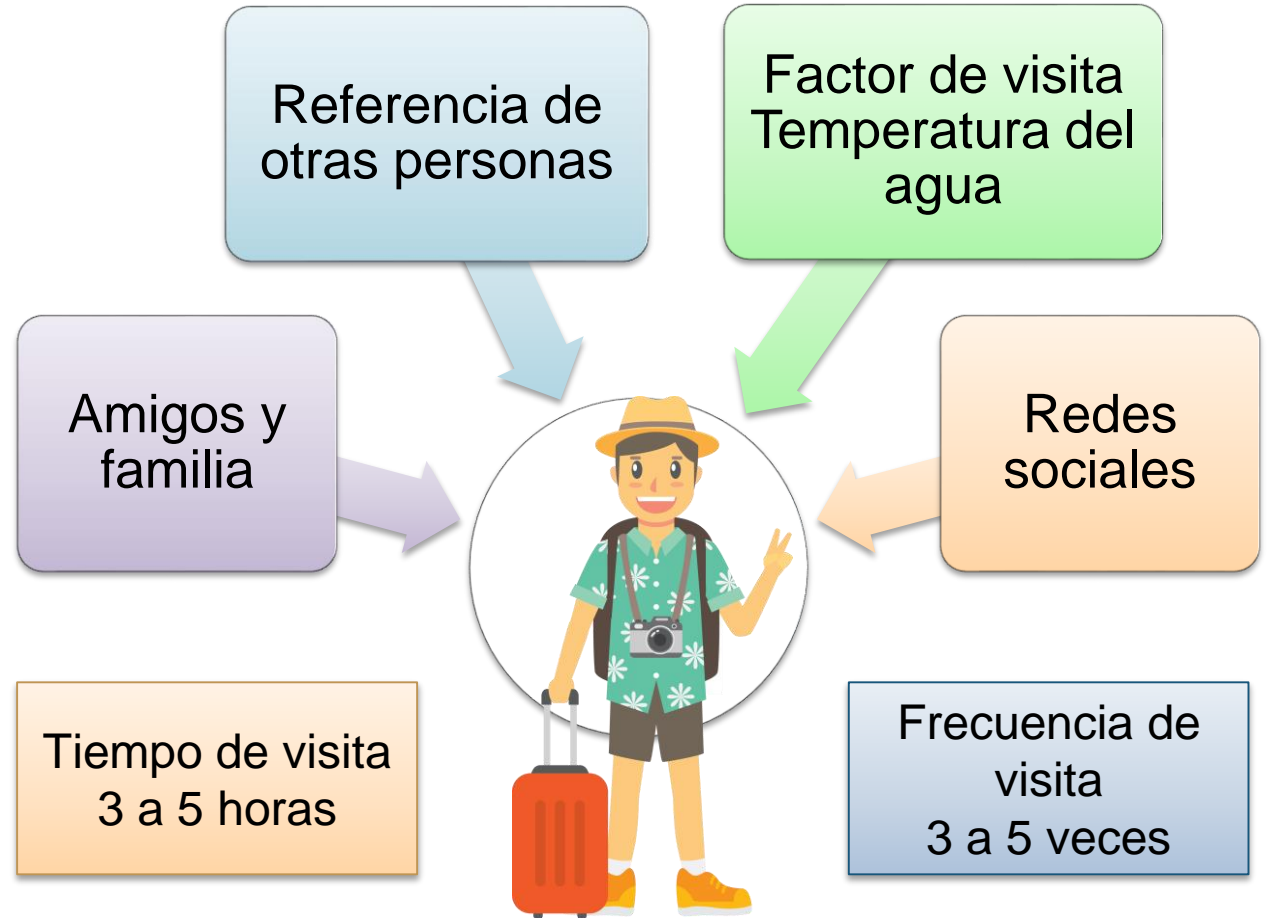 Referencia de
otras personas
Factor de visita
Temperatura del
agua
Amigos y
familia
Redes
sociales
Tiempo de visita
3 a 5 horas
Frecuencia de
visita
3 a 5 veces